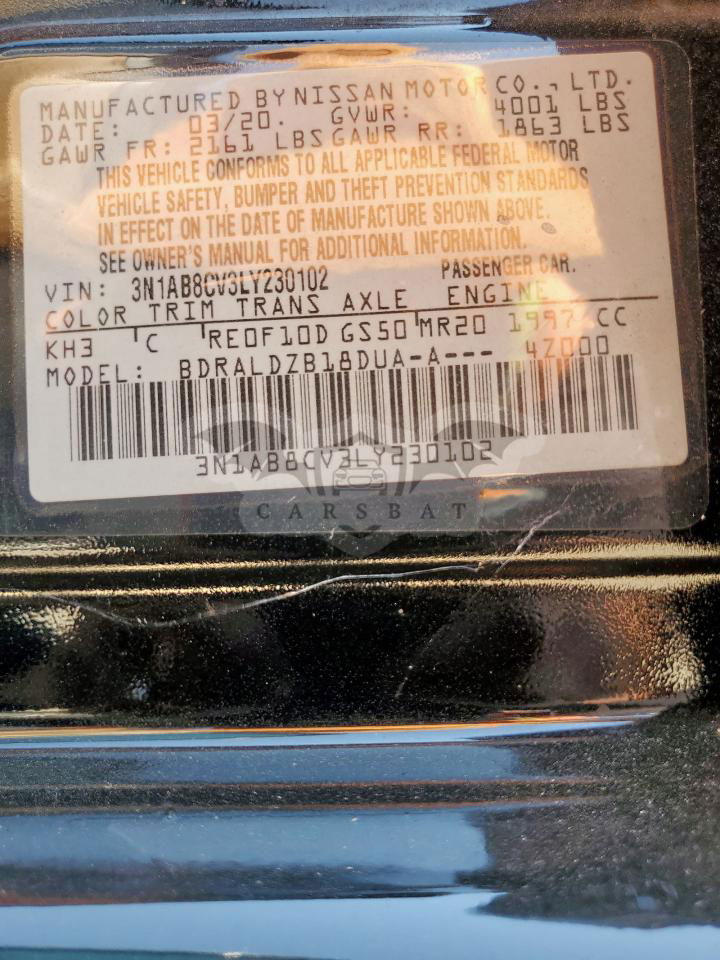 MANUFACTURED BY NISSAN MOTOR CO., LTD.
DATE: 03/20. GVWR: 4001 LBS
GAWR FR: 2161 LBS GAWR RR: 1863 LBS
THIS VEHICLE CONFORMS TO ALL APPLICABLE FEDERAL MOTOR
VEHICLE SAFETY, BUMPER AND THEFT PREVENTION STANDARDS
IN EFFECT ON THE DATE OF MANUFACTURE SHOWN ABOVE.
SEE OWNER'S MANUAL FOR ADDITIONAL INFORMATION.
VIN: 3N1AB8CV3LY230102 PASSENGER CAR.
COLOR TRIM TRANS AXLE ENGINE
KH3 C RE0F10D GS50 MR20 1997 CC
MODEL: BDRALDZB18DUA-A--- 4Z000
3N1AB8CV3LY230102
CARSBAT